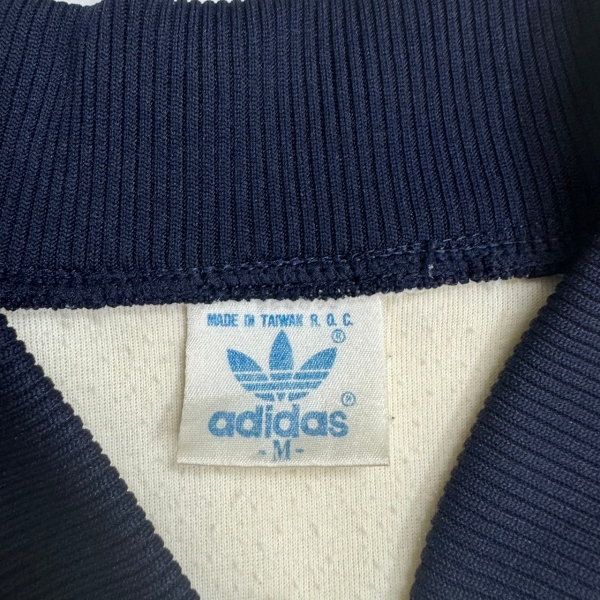 MADE IN TAIWAN R. O. C.
®
adidas ®
- M -